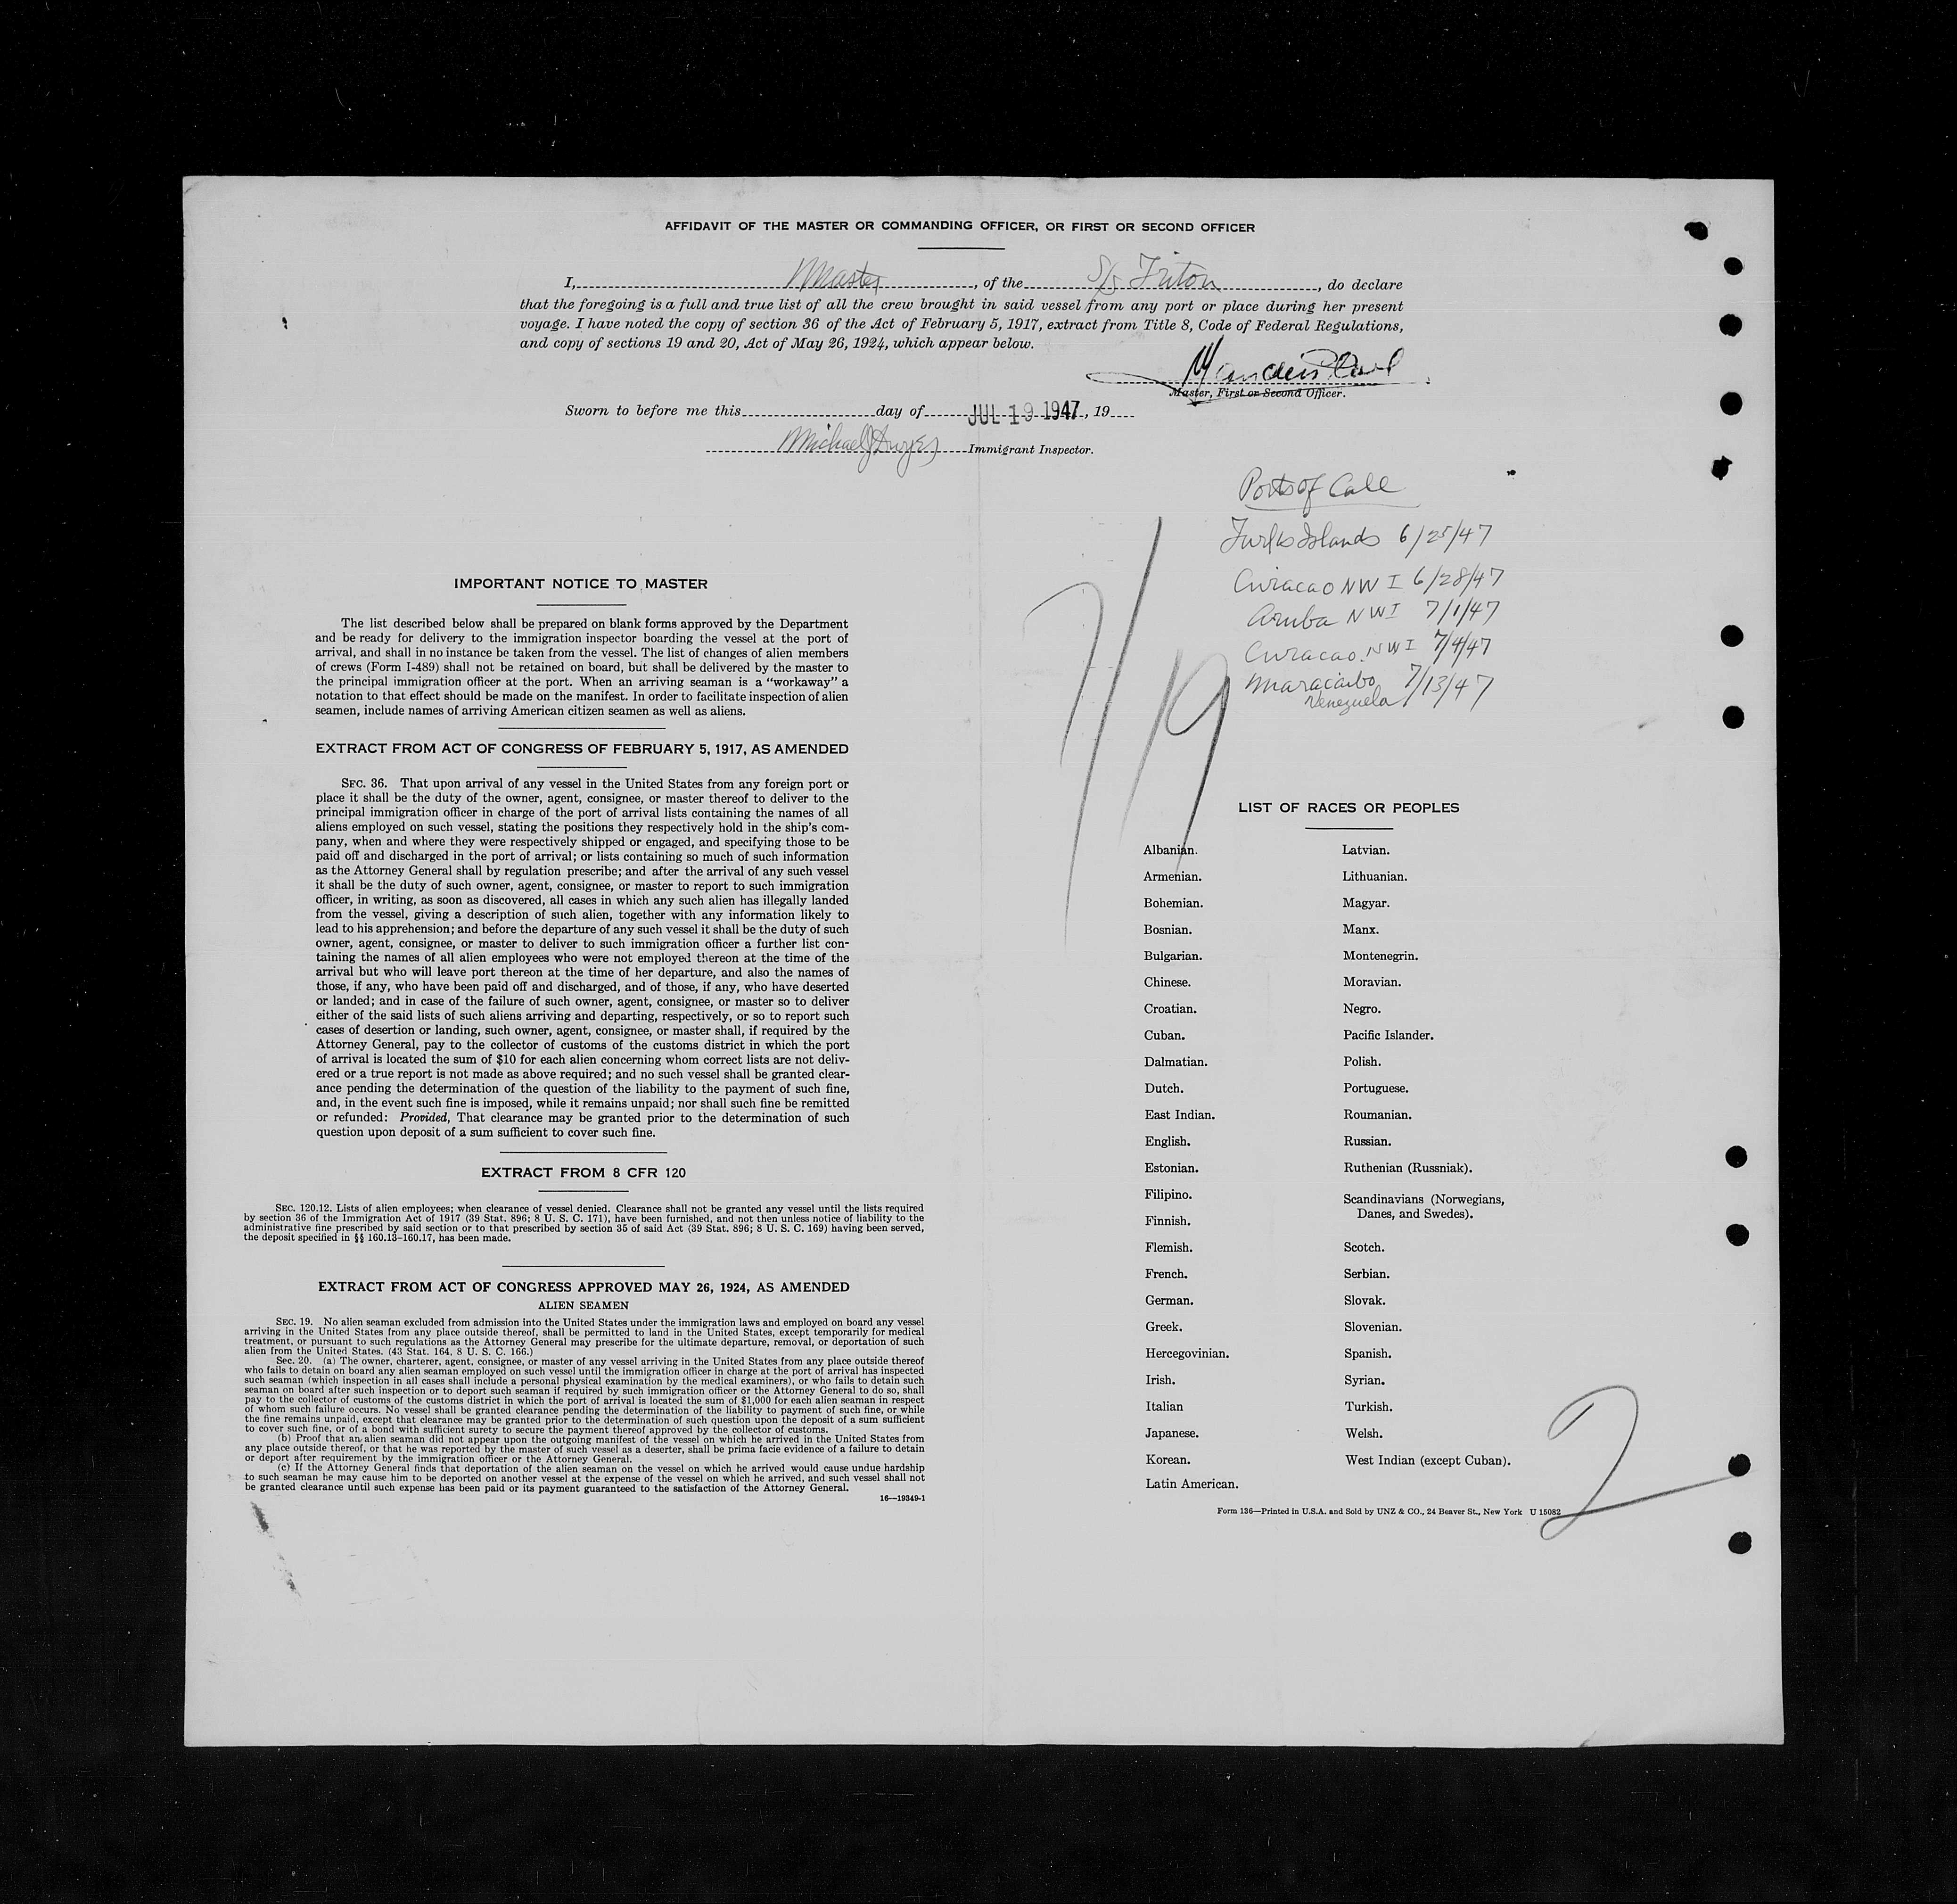 AFFIDAVIT OF THE MASTER OR COMMANDING OFFICER, OR FIRST OR SECOND OFFICER
I, Master, of the S/S Triton, do declare
that the foregoing is a full and true list of all the crew brought in said vessel from any port or place during her present
voyage. I have noted the copy of section 36 of the Act of February 5, 1917, extract from Title 8, Code of Federal Regulations,
and copy of sections 19 and 20, Act of May 26, 1924, which appear below.
Master, First or Second Officer.
Sworn to before me this day of JUL 19 1947, 19
Michael J Dwyer Immigrant Inspector.
Ports of Call
Turks Islands 6/25/47
Curacao NWI 6/28/47
Aruba NWI 7/1/47
Curacao NWI 7/4/47
Maracaibo 7/13/47
Venezuela
7/19
IMPORTANT NOTICE TO MASTER
The list described below shall be prepared on blank forms approved by the Department
and be ready for delivery to the immigration inspector boarding the vessel at the port of
arrival, and shall in no instance be taken from the vessel. The list of changes of alien members
of crews (Form I-489) shall not be retained on board, but shall be delivered by the master to
the principal immigration officer at the port. When an arriving seaman is a “workaway” a
notation to that effect should be made on the manifest. In order to facilitate inspection of alien
seamen, include names of arriving American citizen seamen as well as aliens.
EXTRACT FROM ACT OF CONGRESS OF FEBRUARY 5, 1917, AS AMENDED
SEC. 36. That upon arrival of any vessel in the United States from any foreign port or
place it shall be the duty of the owner, agent, consignee, or master thereof to deliver to the
principal immigration officer in charge of the port of arrival lists containing the names of all
aliens employed on such vessel, stating the positions they respectively hold in the ship's com-
pany, when and where they were respectively shipped or engaged, and specifying those to be
paid off and discharged in the port of arrival; or lists containing so much of such information
as the Attorney General shall by regulation prescribe; and after the arrival of any such vessel
it shall be the duty of such owner, agent, consignee, or master to report to such immigration
officer, in writing, as soon as discovered, all cases in which any such alien has illegally landed
from the vessel, giving a description of such alien, together with any information likely to
lead to his apprehension; and before the departure of any such vessel it shall be the duty of such
owner, agent, consignee, or master to deliver to such immigration officer a further list con-
taining the names of all alien employees who were not employed thereon at the time of the
arrival but who will leave port thereon at the time of her departure, and also the names of
those, if any, who have been paid off and discharged, and of those, if any, who have deserted
or landed; and in case of the failure of such owner, agent, consignee, or master so to deliver
either of the said lists of such aliens arriving and departing, respectively, or so to report such
cases of desertion or landing, such owner, agent, consignee, or master shall, if required by the
Attorney General, pay to the collector of customs of the customs district in which the port
of arrival is located the sum of $10 for each alien concerning whom correct lists are not deliv-
ered or a true report is not made as above required; and no such vessel shall be granted clear-
ance pending the determination of the question of the liability to the payment of such fine,
and, in the event such fine is imposed, while it remains unpaid; nor shall such fine be remitted
or refunded: Provided, That clearance may be granted prior to the determination of such
question upon deposit of a sum sufficient to cover such fine.
EXTRACT FROM 8 CFR 120
SEC. 120.12. Lists of alien employees; when clearance of vessel denied. Clearance shall not be granted any vessel until the lists required
by section 36 of the Immigration Act of 1917 (39 Stat. 896; 8 U. S. C. 171), have been furnished, and not then unless notice of liability to the
administrative fine prescribed by said section or to that prescribed by section 35 of said Act (39 Stat. 896; 8 U. S. C. 169) having been served,
the deposit specified in §§ 160.13–160.17, has been made.
EXTRACT FROM ACT OF CONGRESS APPROVED MAY 26, 1924, AS AMENDED
ALIEN SEAMEN
SEC. 19. No alien seaman excluded from admission into the United States under the immigration laws and employed on board any vessel
arriving in the United States from any place outside thereof, shall be permitted to land in the United States, except temporarily for medical
treatment, or pursuant to such regulations as the Attorney General may prescribe for the ultimate departure, removal, or deportation of such
alien from the United States. (43 Stat. 164, 8 U. S. C. 166.)
Sec. 20. (a) The owner, charterer, agent, consignee, or master of any vessel arriving in the United States from any place outside thereof
who fails to detain on board any alien seaman employed on such vessel until the immigration officer in charge at the port of arrival has inspected
such seaman (which inspection in all cases shall include a personal physical examination by the medical examiners), or who fails to detain such
seaman on board after such inspection or to deport such seaman if required by such immigration officer or the Attorney General to do so, shall
pay to the collector of customs of the customs district in which the port of arrival is located the sum of $1,000 for each alien seaman in respect
of whom such failure occurs. No vessel shall be granted clearance pending the determination of the liability to payment of such fine, or while
the fine remains unpaid, except that clearance may be granted prior to the determination of such question upon the deposit of a sum sufficient
to cover such fine, or of a bond with sufficient surety to secure the payment thereof approved by the collector of customs.
(b) Proof that an alien seaman did not appear upon the outgoing manifest of the vessel on which he arrived in the United States from
any place outside thereof, or that he was reported by the master of such vessel as a deserter, shall be prima facie evidence of a failure to detain
or deport after requirement by the immigration officer or the Attorney General.
(c) If the Attorney General finds that deportation of the alien seaman on the vessel on which he arrived would cause undue hardship
to such seaman he may cause him to be deported on another vessel at the expense of the vessel on which he arrived, and such vessel shall not
be granted clearance until such expense has been paid or its payment guaranteed to the satisfaction of the Attorney General.
16—19349-1
LIST OF RACES OR PEOPLES
Albanian. Latvian.
Armenian. Lithuanian.
Bohemian. Magyar.
Bosnian. Manx.
Bulgarian. Montenegrin.
Chinese. Moravian.
Croatian. Negro.
Cuban. Pacific Islander.
Dalmatian. Polish.
Dutch. Portuguese.
East Indian. Roumanian.
English. Russian.
Estonian. Ruthenian (Russniak).
Filipino. Scandinavians (Norwegians,
Danes, and Swedes).
Finnish.
Flemish. Scotch.
French. Serbian.
German. Slovak.
Greek. Slovenian.
Hercegovinian. Spanish.
Irish. Syrian.
Italian Turkish.
Japanese. Welsh.
Korean. West Indian (except Cuban).
Latin American.
Form 136—Printed in U.S.A. and Sold by UNZ & CO., 24 Beaver St., New York U 15082
2